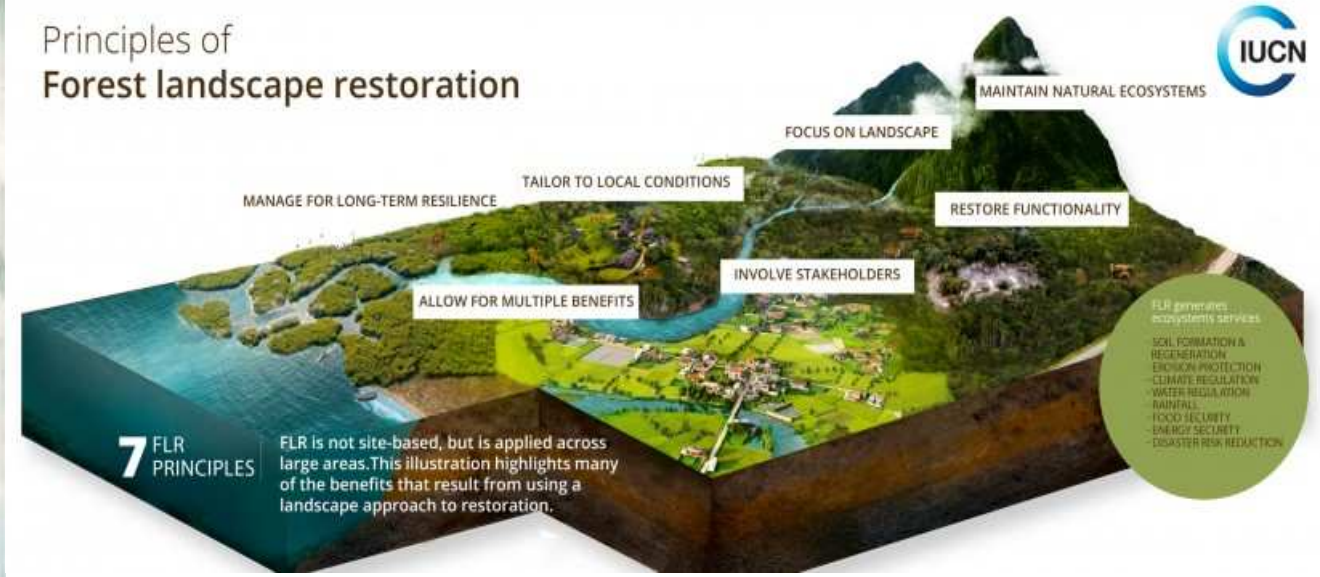 Principles of
Forest landscape restoration
IUCN
MAINTAIN NATURAL ECOSYSTEMS
FOCUS ON LANDSCAPE
TAILOR TO LOCAL CONDITIONS
MANAGE FOR LONG-TERM RESILIENCE
RESTORE FUNCTIONALITY
INVOLVE STAKEHOLDERS
ALLOW FOR MULTIPLE BENEFITS
FLR generates
ecosystems services
- SOIL FORMATION &
REGENERATION
- EROSION PROTECTION
- CLIMATE REGULATION
- WATER REGULATION
- RAINFALL
- FOOD SECURITY
- ENERGY SECURITY
- DISASTER RISK REDUCTION
7 FLR
PRINCIPLES
FLR is not site-based, but is applied across
large areas.This illustration highlights many
of the benefits that result from using a
landscape approach to restoration.